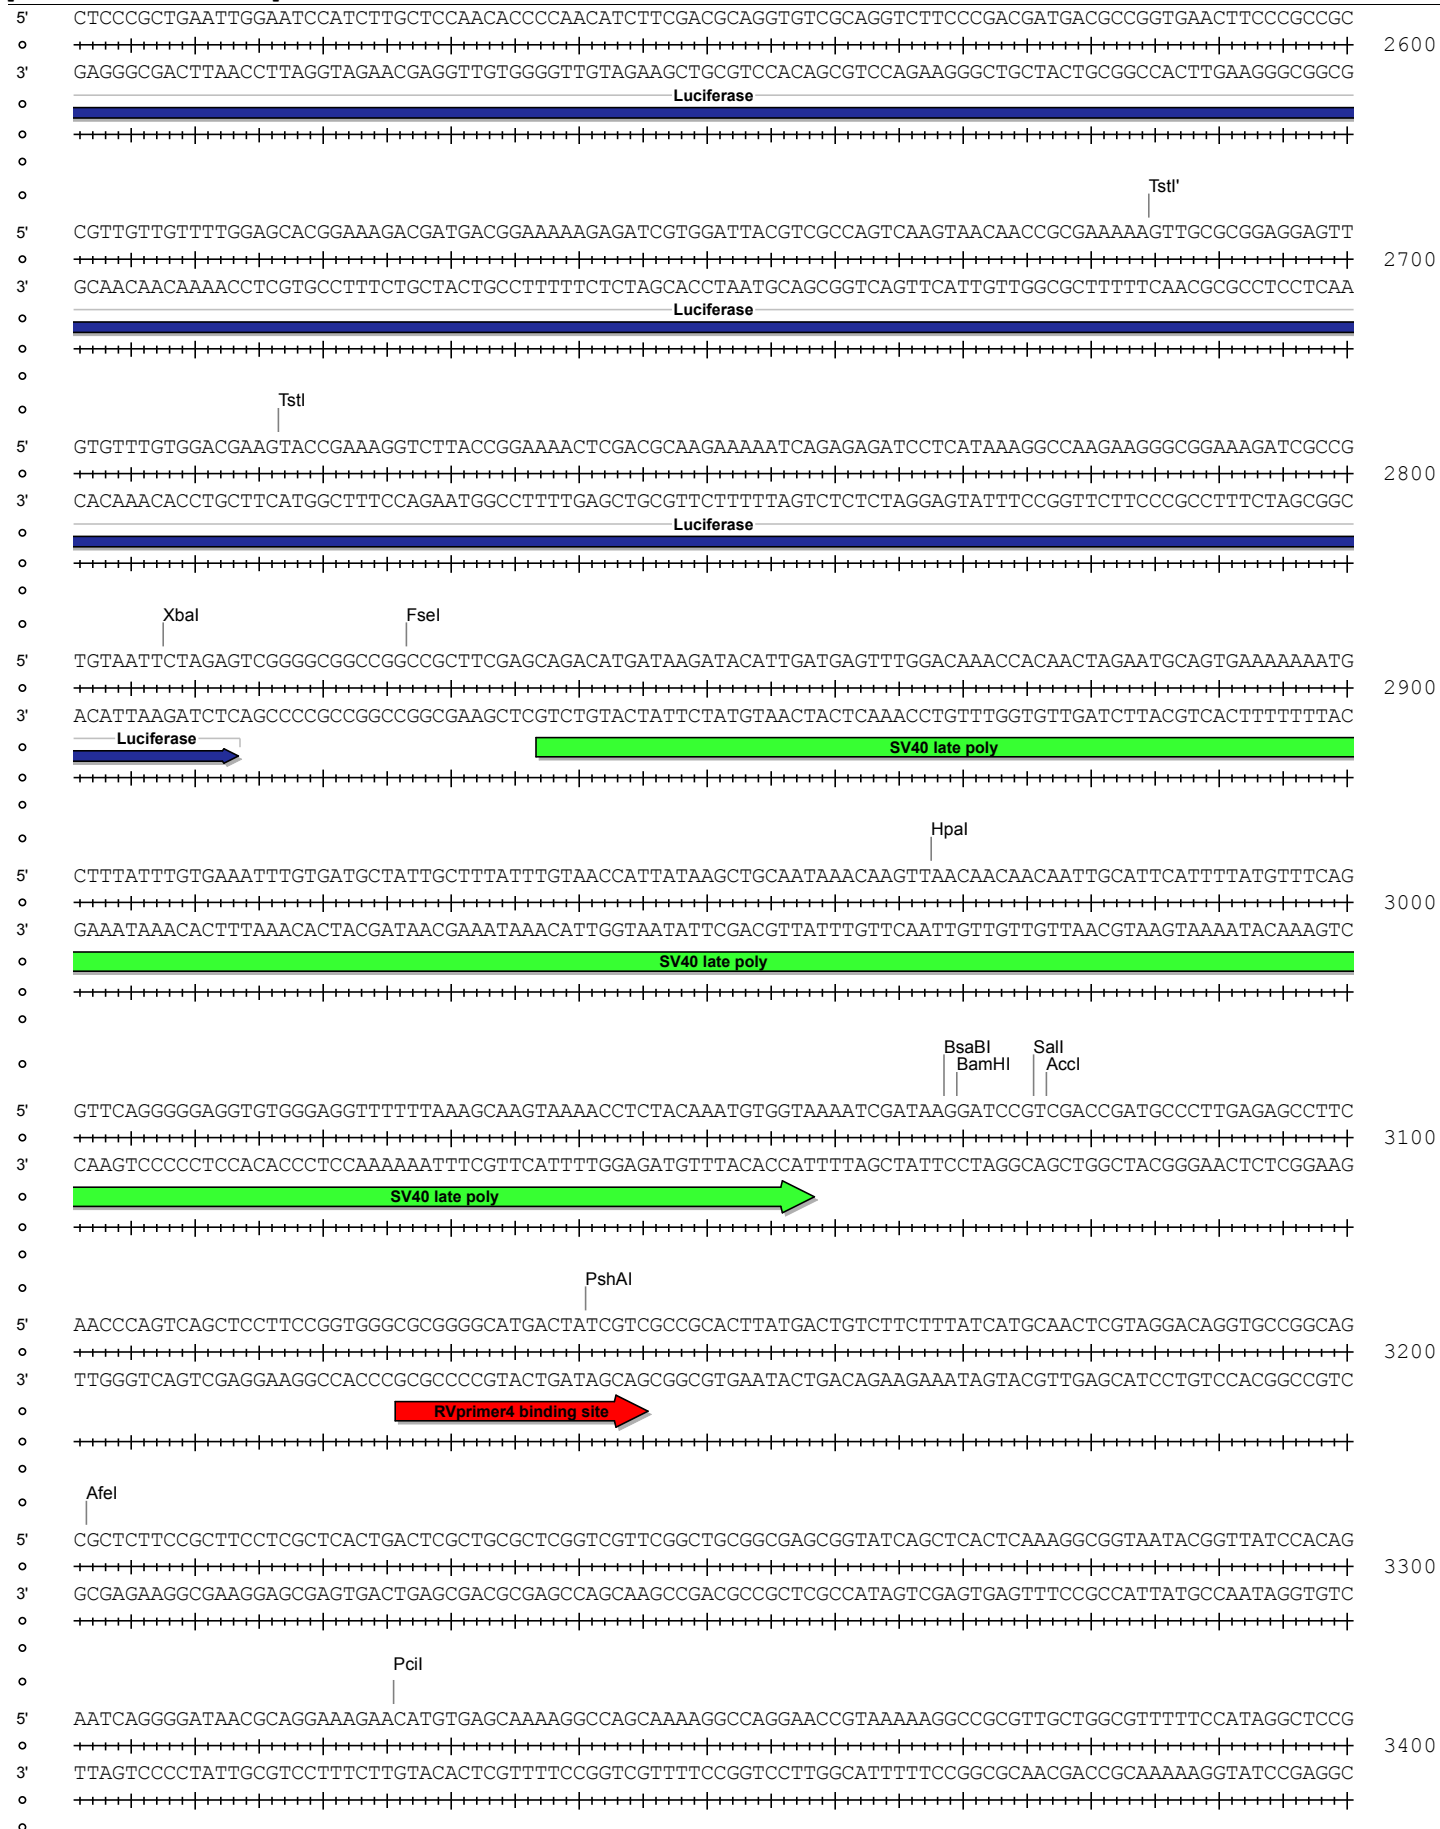 5' CTCCCGCTGAATTGGAATCCATCTTGCTCCAACACCCCAACATCTTCGACGCAGGTGTCGCAGGTCTTCCCGACGATGACGCCGGTGAACTTCCCGCCGC
2600
3' GAGGGCGACTTAACCTTAGGTAGAACGAGGTTGTGGGGTTGTAGAAGCTGCGTCCACAGCGTCCAGAAGGGCTGCTACTGCGGCCACTTGAAGGGCGGCG
Luciferase
TstI'
5' CGTTGTTGTTTTGGAGCACGGAAAGACGATGACGGAAAAAGAGATCGTGGATTACGTCGCCAGTCAAGTAACAACCGCGAAAAAGTTGCGCGGAGGAGTT
2700
3' GCAACAACAAAACCTCGTGCCTTTCTGCTACTGCCTTTTTCTCTAGCACCTAATGCAGCGGTCAGTTCATTGTTGGCGCTTTTTCAACGCGCCTCCTCAA
Luciferase
TstI
5' GTGTTTGTGGACGAAGTACCGAAAGGTCTTACCGGAAAACTCGACGCAAGAAAAATCAGAGAGATCCTCATAAAGGCCAAGAAGGGCGGAAAGATCGCCG
2800
3' CACAAACACCTGCTTCATGGCTTTCCAGAATGGCCTTTTGAGCTGCGTTCTTTTTAGTCTCTCTAGGAGTATTTCCGGTTCTTCCCGCCTTTCTAGCGGC
Luciferase
XbaI FseI
5' TGTAATTCTAGAGTCGGGGCGGCCGGCCGCTTCGAGCAGACATGATAAGATACATTGATGAGTTTGGACAAACCACAACTAGAATGCAGTGAAAAAAATG
2900
3' ACATTAAGATCTCAGCCCCGCCGGCCGGCGAAGCTCGTCTGTACTATTCTATGTAACTACTCAAACCTGTTTGGTGTTGATCTTACGTCACTTTTTTTAC
Luciferase SV40 late poly
HpaI
5' CTTTATTTGTGAAATTTGTGATGCTATTGCTTTATTTGTAACCATTATAAGCTGCAATAAACAAGTTAACAACAACAATTGCATTCATTTTATGTTTCAG
3000
3' GAAATAAACACTTTAAACACTACGATAACGAAATAAACATTGGTAATATTCGACGTTATTTGTTCAATTGTTGTTGTTAACGTAAGTAAAATACAAAGTC
SV40 late poly
BsaBI SalI
BamHI AccI
5' GTTCAGGGGGAGGTGTGGGAGGTTTTTTAAAGCAAGTAAAACCTCTACAAATGTGGTAAAATCGATAAGGATCCGTCGACCGATGCCCTTGAGAGCCTTC
3100
3' CAAGTCCCCCTCCACACCCTCCAAAAAATTTCGTTCATTTTGGAGATGTTTACACCATTTTAGCTATTCCTAGGCAGCTGGCTACGGGAACTCTCGGAAG
SV40 late poly
PshAI
5' AACCCAGTCAGCTCCTTCCGGTGGGCGCGGGGCATGACTATCGTCGCCGCACTTATGACTGTCTTCTTTATCATGCAACTCGTAGGACAGGTGCCGGCAG
3200
3' TTGGGTCAGTCGAGGAAGGCCACCCGCGCCCCGTACTGATAGCAGCGGCGTGAATACTGACAGAAGAAATAGTACGTTGAGCATCCTGTCCACGGCCGTC
RVprimer4 binding site
AfeI
5' CGCTCTTCCGCTTCCTCGCTCACTGACTCGCTGCGCTCGGTCGTTCGGCTGCGGCGAGCGGTATCAGCTCACTCAAAGGCGGTAATACGGTTATCCACAG
3300
3' GCGAGAAGGCGAAGGAGCGAGTGACTGAGCGACGCGAGCCAGCAAGCCGACGCCGCTCGCCATAGTCGAGTGAGTTTCCGCCATTATGCCAATAGGTGTC
PciI
5' AATCAGGGGATAACGCAGGAAAGAACATGTGAGCAAAAGGCCAGCAAAAGGCCAGGAACCGTAAAAAGGCCGCGTTGCTGGCGTTTTTCCATAGGCTCCG
3400
3' TTAGTCCCCTATTGCGTCCTTTCTTGTACACTCGTTTTCCGGTCGTTTTCCGGTCCTTGGCATTTTTCCGGCGCAACGACCGCAAAAAGGTATCCGAGGC